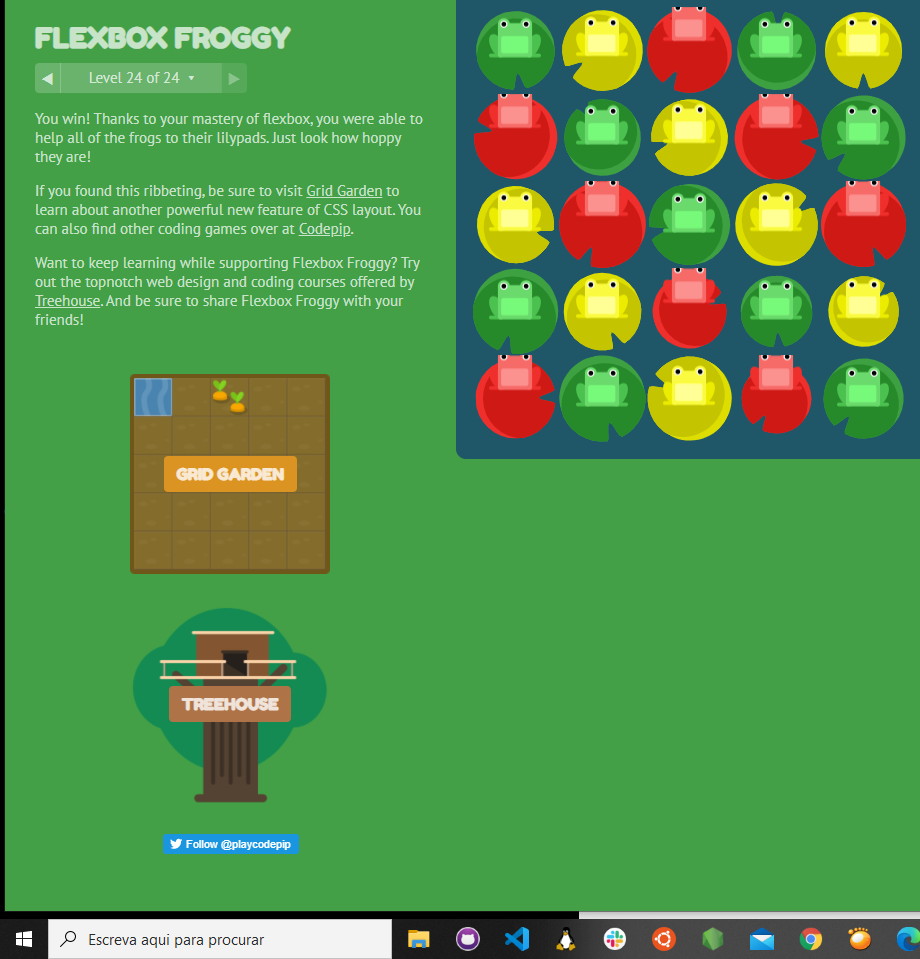 FLEXBOX FROGGY
Level 24 of 24
You win! Thanks to your mastery of flexbox, you were able to
help all of the frogs to their lilypads. Just look how hoppy
they are!
If you found this ribbeting, be sure to visit Grid Garden to
learn about another powerful new feature of CSS layout. You
can also find other coding games over at Codepip.
Want to keep learning while supporting Flexbox Froggy? Try
out the topnotch web design and coding courses offered by
Treehouse. And be sure to share Flexbox Froggy with your
friends!
GRID GARDEN
TREEHOUSE
Follow @playcodepip
Escreva aqui para procurar